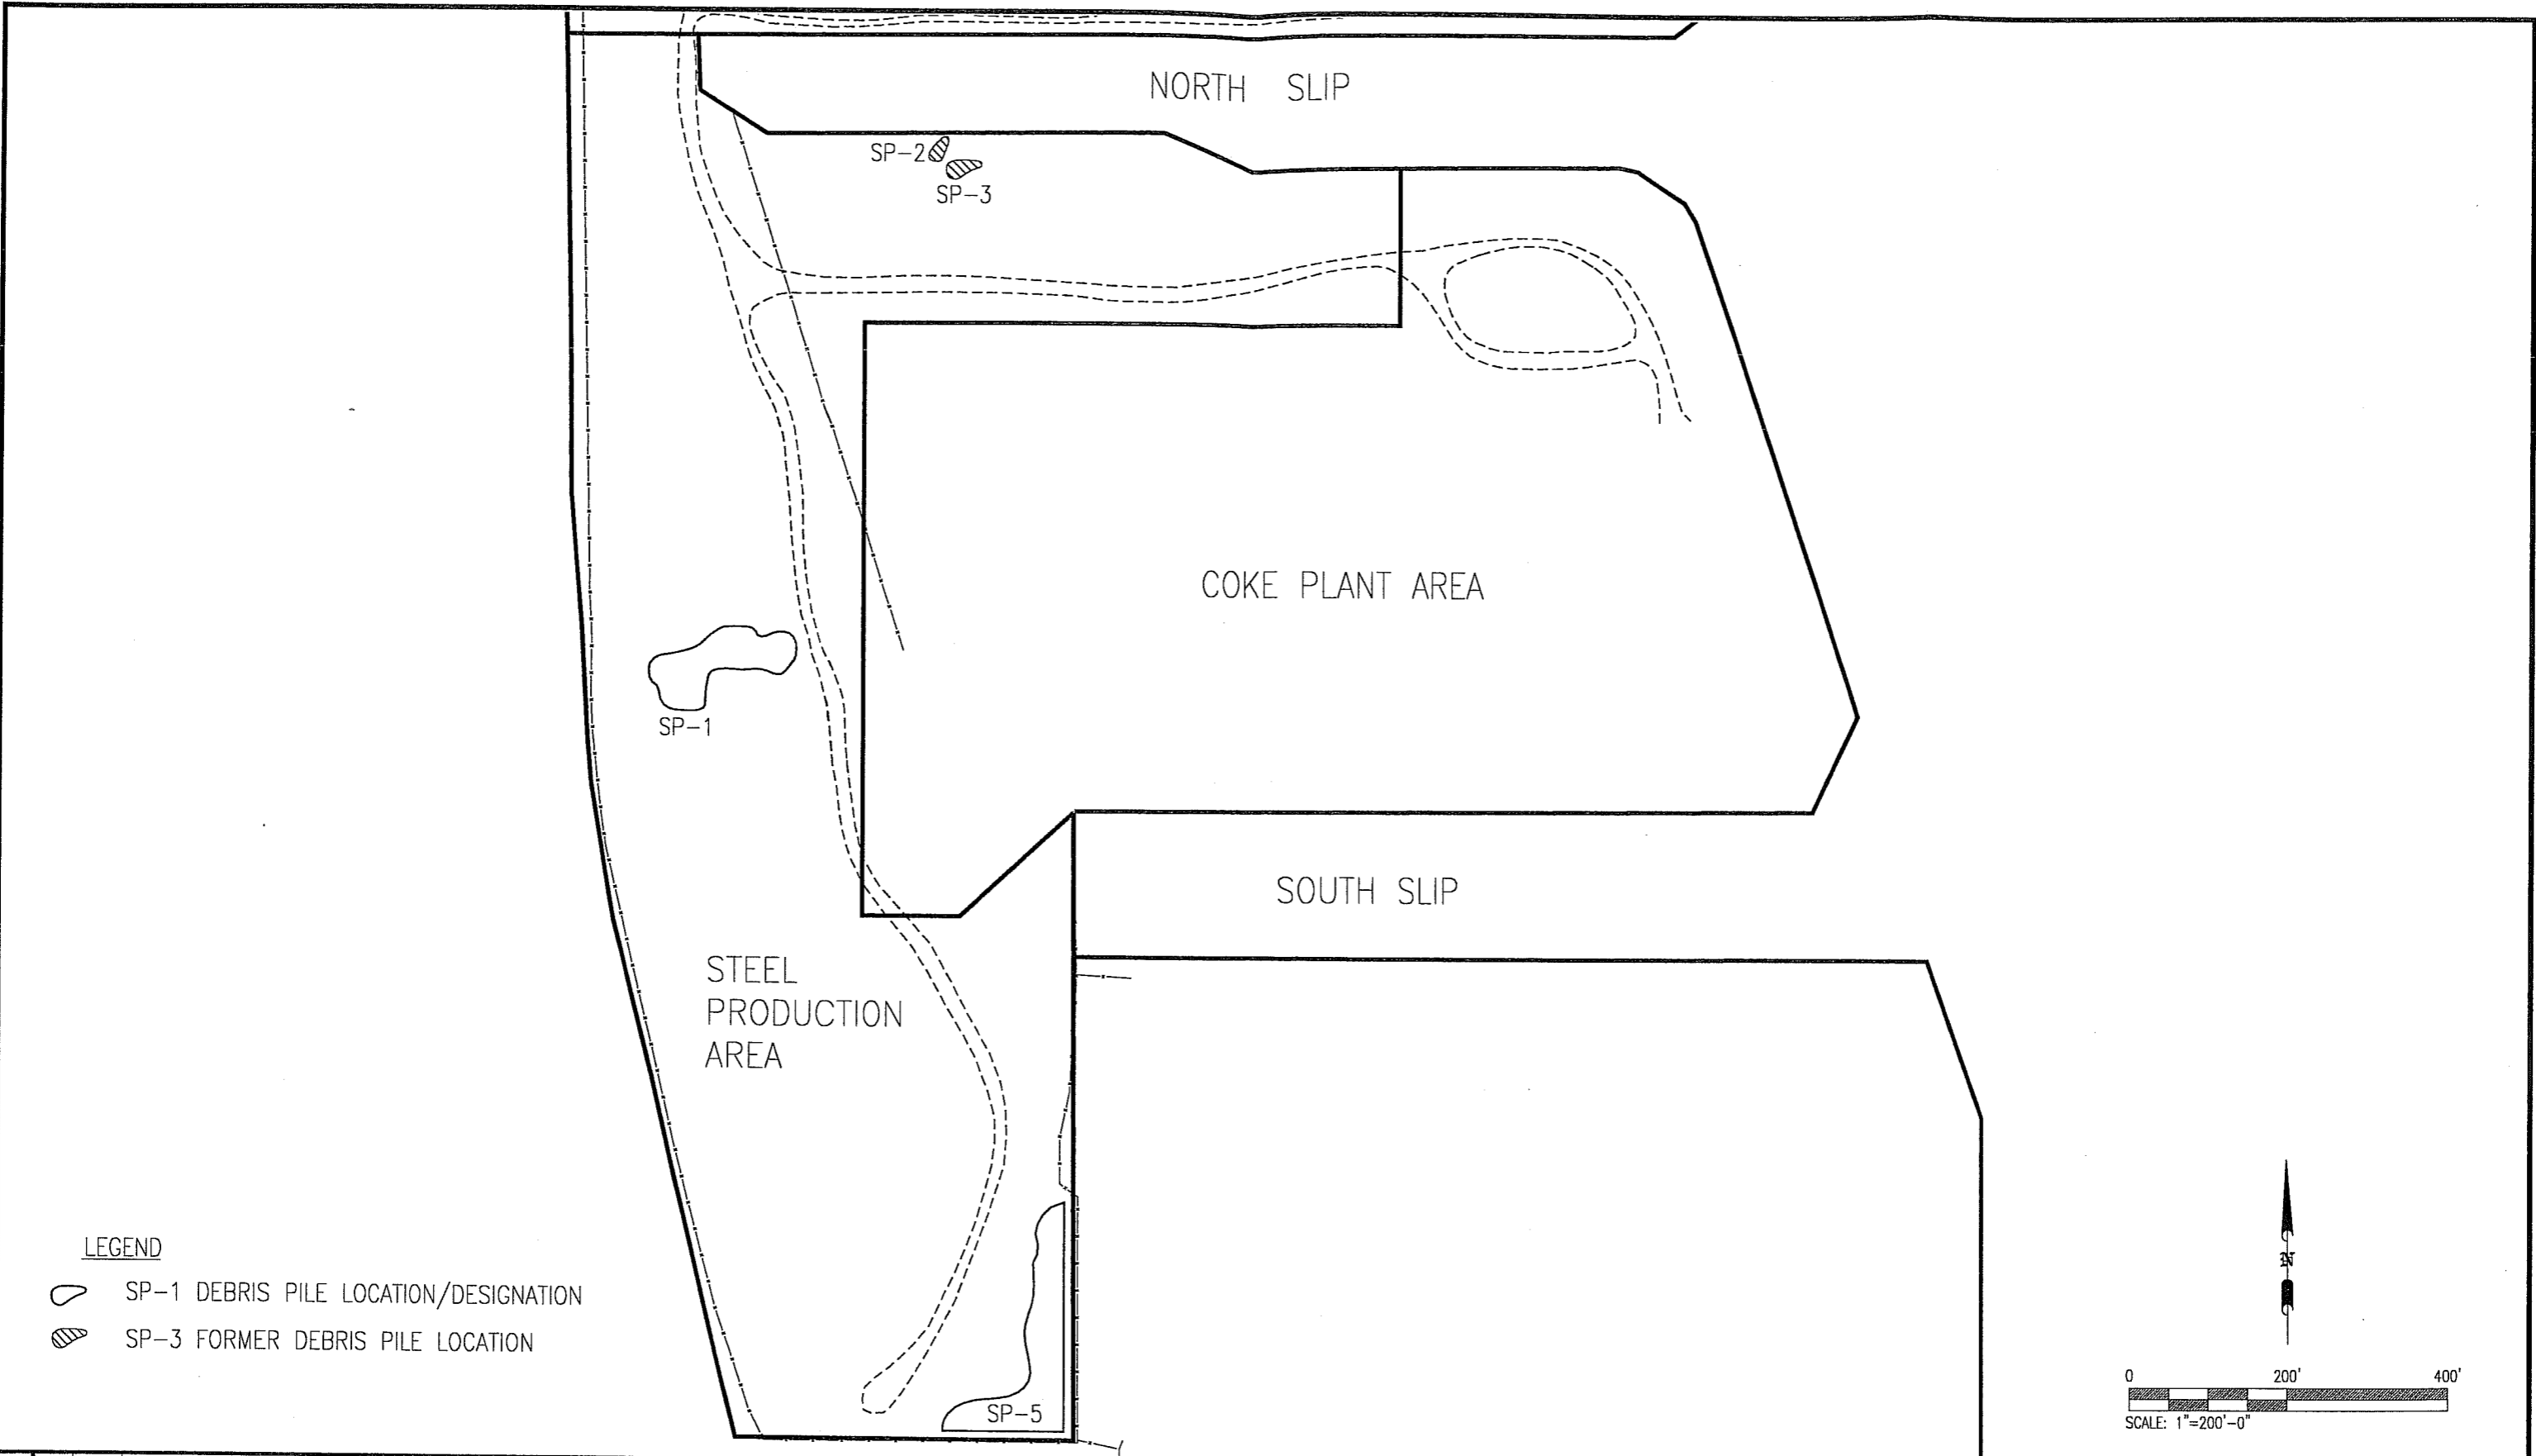 NORTH SLIP
SP-2
SP-3
COKE PLANT AREA
SP-1
SOUTH SLIP
STEEL
PRODUCTION
AREA
LEGEND
SP-1 DEBRIS PILE LOCATION/DESIGNATION
SP-3 FORMER DEBRIS PILE LOCATION
SP-5
N
0 200' 400'
SCALE: 1"=200'-0"